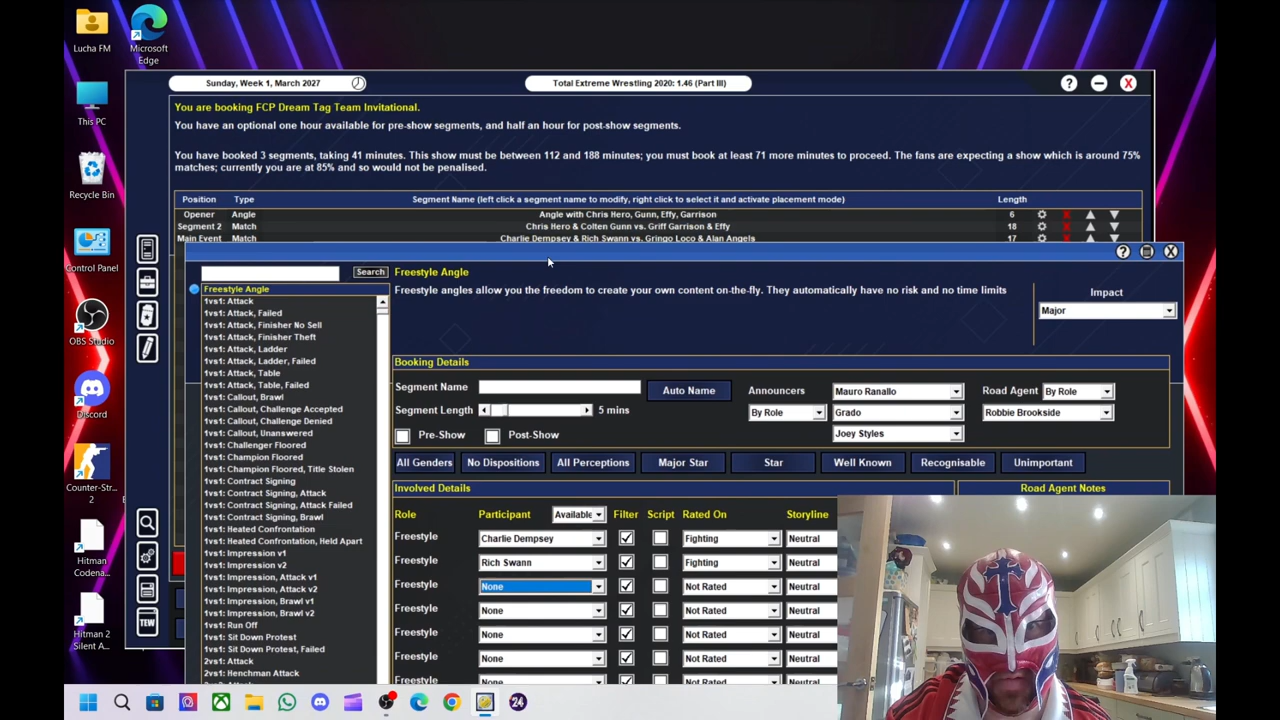 Lucha FM
Microsoft Edge
This PC
Recycle Bin
Control Panel
OBS Studio
Discord
Counter-Str... 2
Hitman Codena...
Hitman 2 Silent A...
Sunday, Week 1, March 2027
Total Extreme Wrestling 2020: 1.46 (Part III)
? X
You are booking FCP Dream Tag Team Invitational.
You have an optional one hour available for pre-show segments, and half an hour for post-show segments.
You have booked 3 segments, taking 41 minutes. This show must be between 112 and 188 minutes; you must book at least 71 more minutes to proceed. The fans are expecting a show which is around 75%
matches; currently you are at 85% and so would not be penalised.
Position Type Segment Name (left click a segment name to modify, right click to select it and activate placement mode) Length
Opener Angle Angle with Chris Hero, Gunn, Effy, Garrison 6
Segment 2 Match Chris Hero & Colten Gunn vs. Griff Garrison & Effy 18
Main Event Match Charlie Dempsey & Rich Swann vs. Gringo Loco & Alan Angels 17
Search
Freestyle Angle
1vs1: Attack
1vs1: Attack, Failed
1vs1: Attack, Finisher No Sell
1vs1: Attack, Finisher Theft
1vs1: Attack, Ladder
1vs1: Attack, Ladder, Failed
1vs1: Attack, Table
1vs1: Attack, Table, Failed
1vs1: Callout, Brawl
1vs1: Callout, Challenge Accepted
1vs1: Callout, Challenge Denied
1vs1: Callout, Unanswered
1vs1: Challenger Floored
1vs1: Champion Floored
1vs1: Champion Floored, Title Stolen
1vs1: Contract Signing
1vs1: Contract Signing, Attack
1vs1: Contract Signing, Attack Failed
1vs1: Contract Signing, Brawl
1vs1: Heated Confrontation
1vs1: Heated Confrontation, Held Apart
1vs1: Impression v1
1vs1: Impression v2
1vs1: Impression, Attack v1
1vs1: Impression, Attack v2
1vs1: Impression, Brawl v1
1vs1: Impression, Brawl v2
1vs1: Run Off
1vs1: Sit Down Protest
1vs1: Sit Down Protest, Failed
2vs1: Attack
2vs1: Henchman Attack
Freestyle Angle
Freestyle angles allow you the freedom to create your own content on-the-fly. They automatically have no risk and no time limits
Impact
Major
Booking Details
Segment Name Auto Name
Segment Length 5 mins
Pre-Show Post-Show
Announcers
By Role
Mauro Ranallo
Grado
Joey Styles
Road Agent By Role
Robbie Brookside
All Genders No Dispositions All Perceptions Major Star Star Well Known Recognisable Unimportant
Involved Details Road Agent Notes
Role Participant Available Filter Script Rated On Storyline
Freestyle Charlie Dempsey Fighting Neutral
Freestyle Rich Swann Fighting Neutral
Freestyle None Not Rated Neutral
Freestyle None Not Rated Neutral
Freestyle None Not Rated Neutral
Freestyle None Not Rated Neutral
Freestyle None Not Rated Neutral
TEW
24